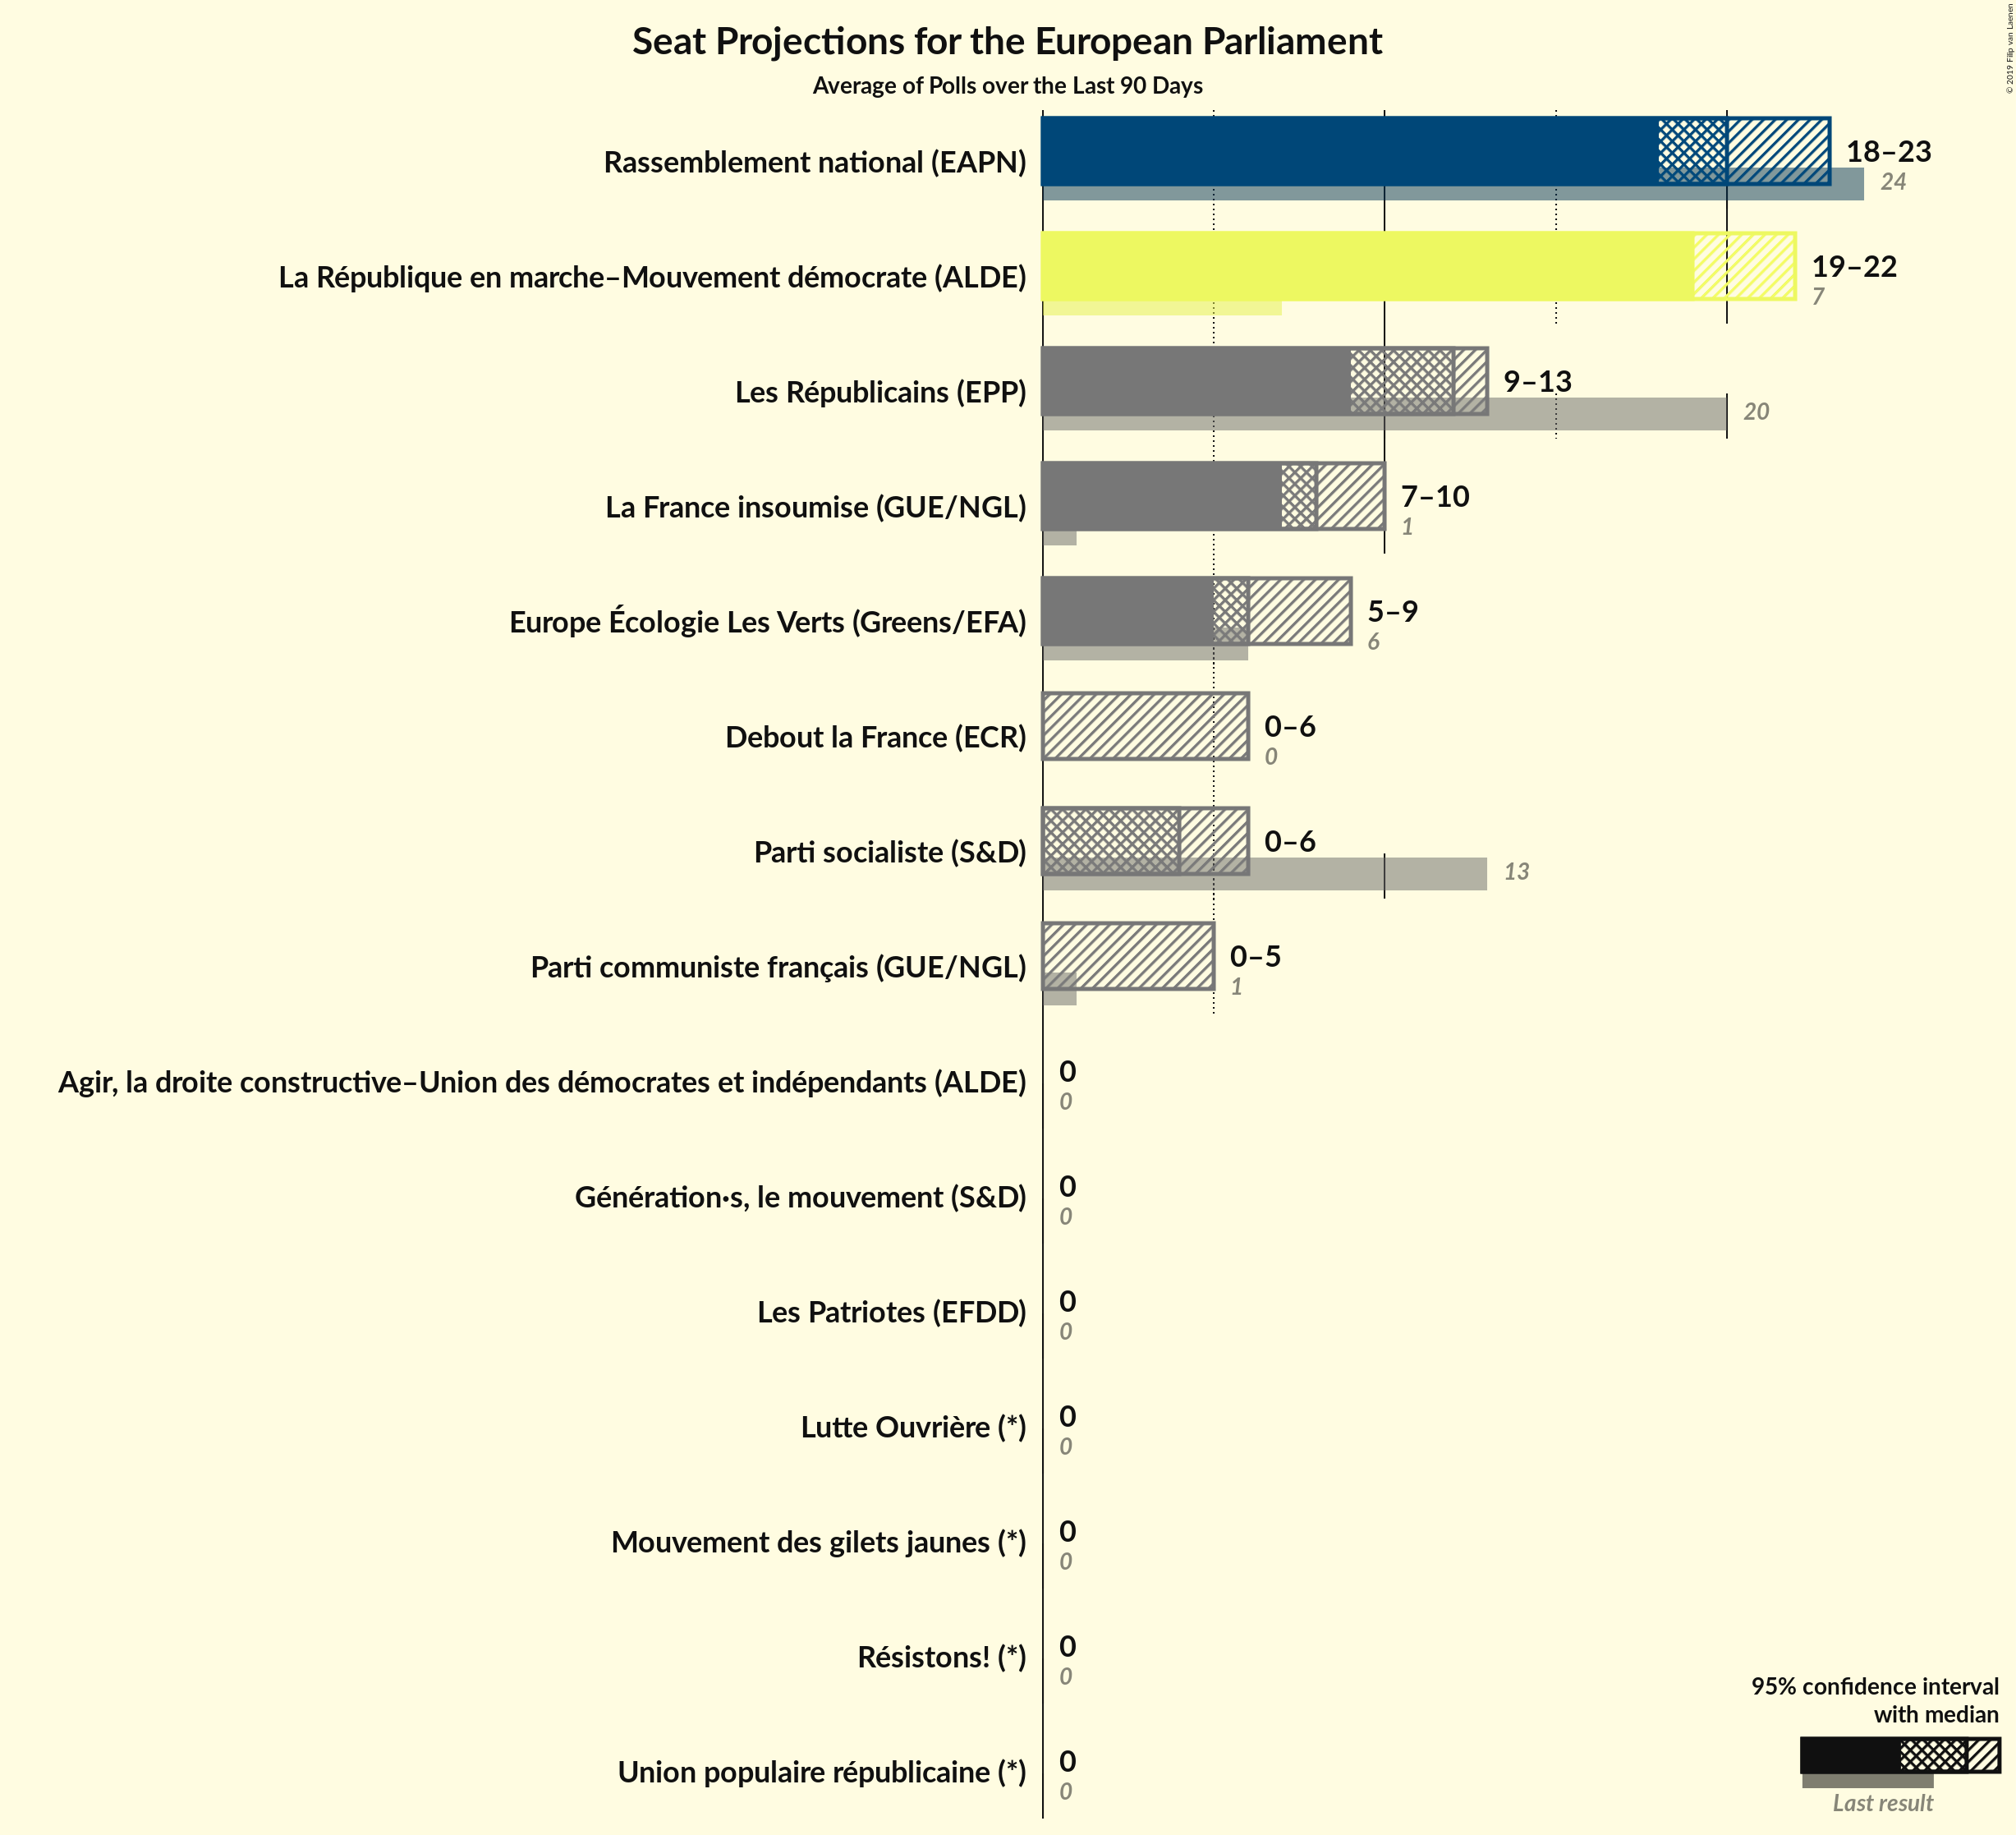 Seat Projections for the European Parliament
Average of Polls over the Last 90 Days
© 2019 Filip van Laenen
Rassemblement national (EAPN)
18–23
24
La République en marche–Mouvement démocrate (ALDE)
19–22
7
Les Républicains (EPP)
9–13
20
La France insoumise (GUE/NGL)
7–10
1
Europe Écologie Les Verts (Greens/EFA)
5–9
6
Debout la France (ECR)
0–6
0
Parti socialiste (S&D)
0–6
13
Parti communiste français (GUE/NGL)
0–5
1
Agir, la droite constructive–Union des démocrates et indépendants (ALDE)
0
0
Génération·s, le mouvement (S&D)
0
0
Les Patriotes (EFDD)
0
0
Lutte Ouvrière (*)
0
0
Mouvement des gilets jaunes (*)
0
0
Résistons! (*)
0
0
Union populaire républicaine (*)
0
0
95% confidence interval
with median
Last result